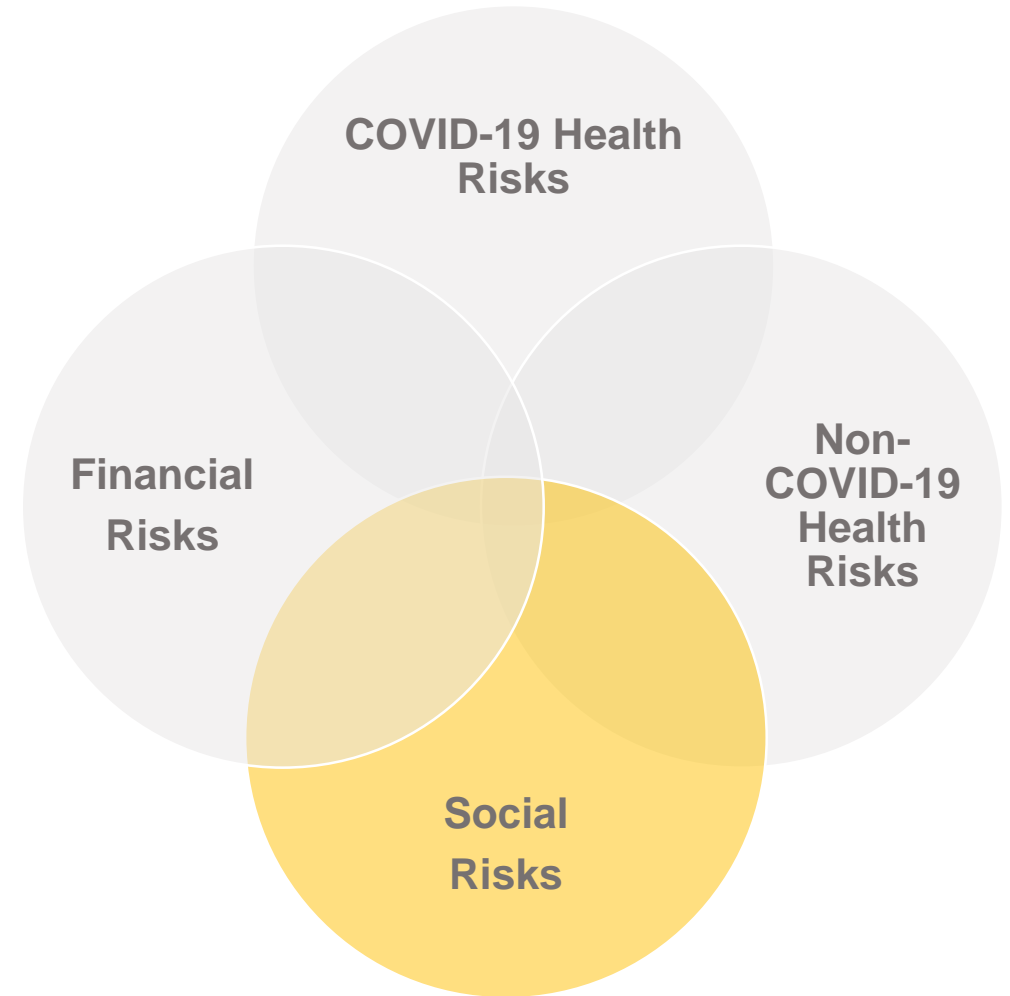 COVID-19 Health
Risks
Financial
Risks
Non-
COVID-19
Health
Risks
Social
Risks